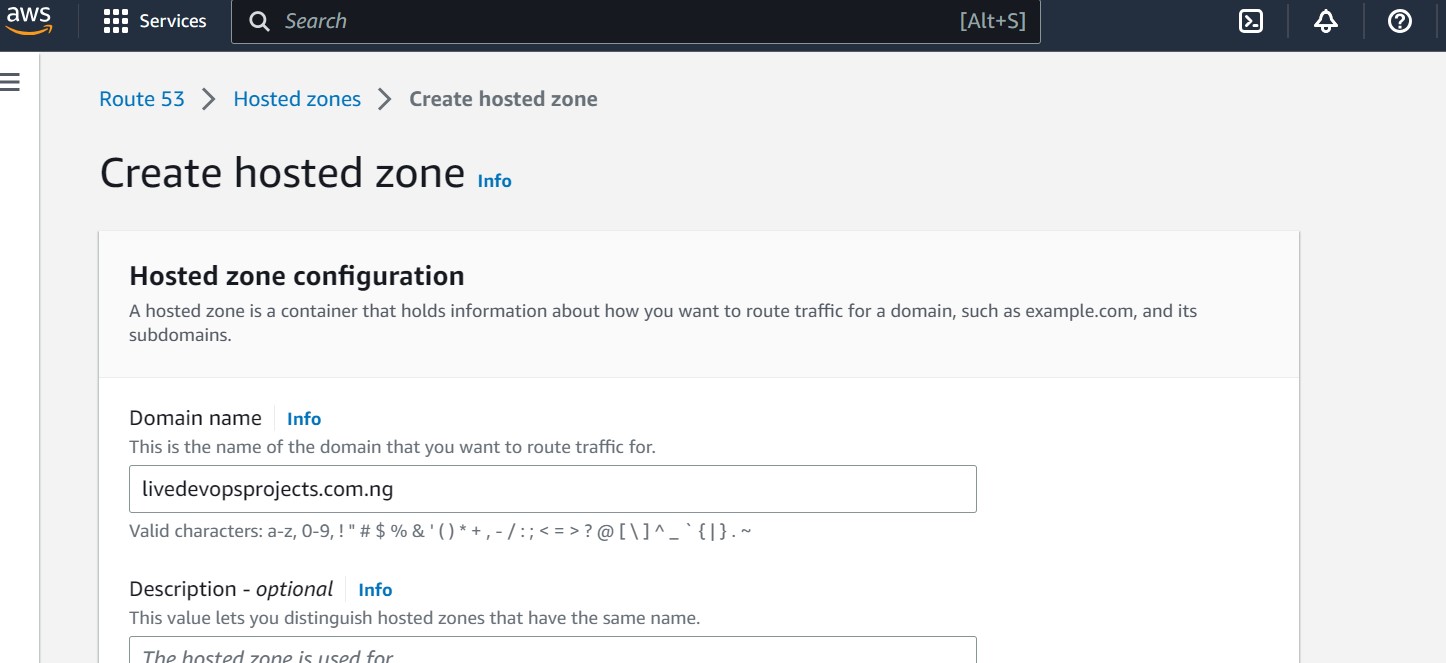 aws Services Search [Alt+S]
Route 53 Hosted zones Create hosted zone
Create hosted zone Info
Hosted zone configuration
A hosted zone is a container that holds information about how you want to route traffic for a domain, such as example.com, and its
subdomains.
Domain name Info
This is the name of the domain that you want to route traffic for.
livedevopsprojects.com.ng
Valid characters: a-z, 0-9, ! " # $ % & ' ( ) * + , - / : ; < = > ? @ [ \ ] ^ _ ` { | } . ~
Description - optional Info
This value lets you distinguish hosted zones that have the same name.
The hosted zone is used for